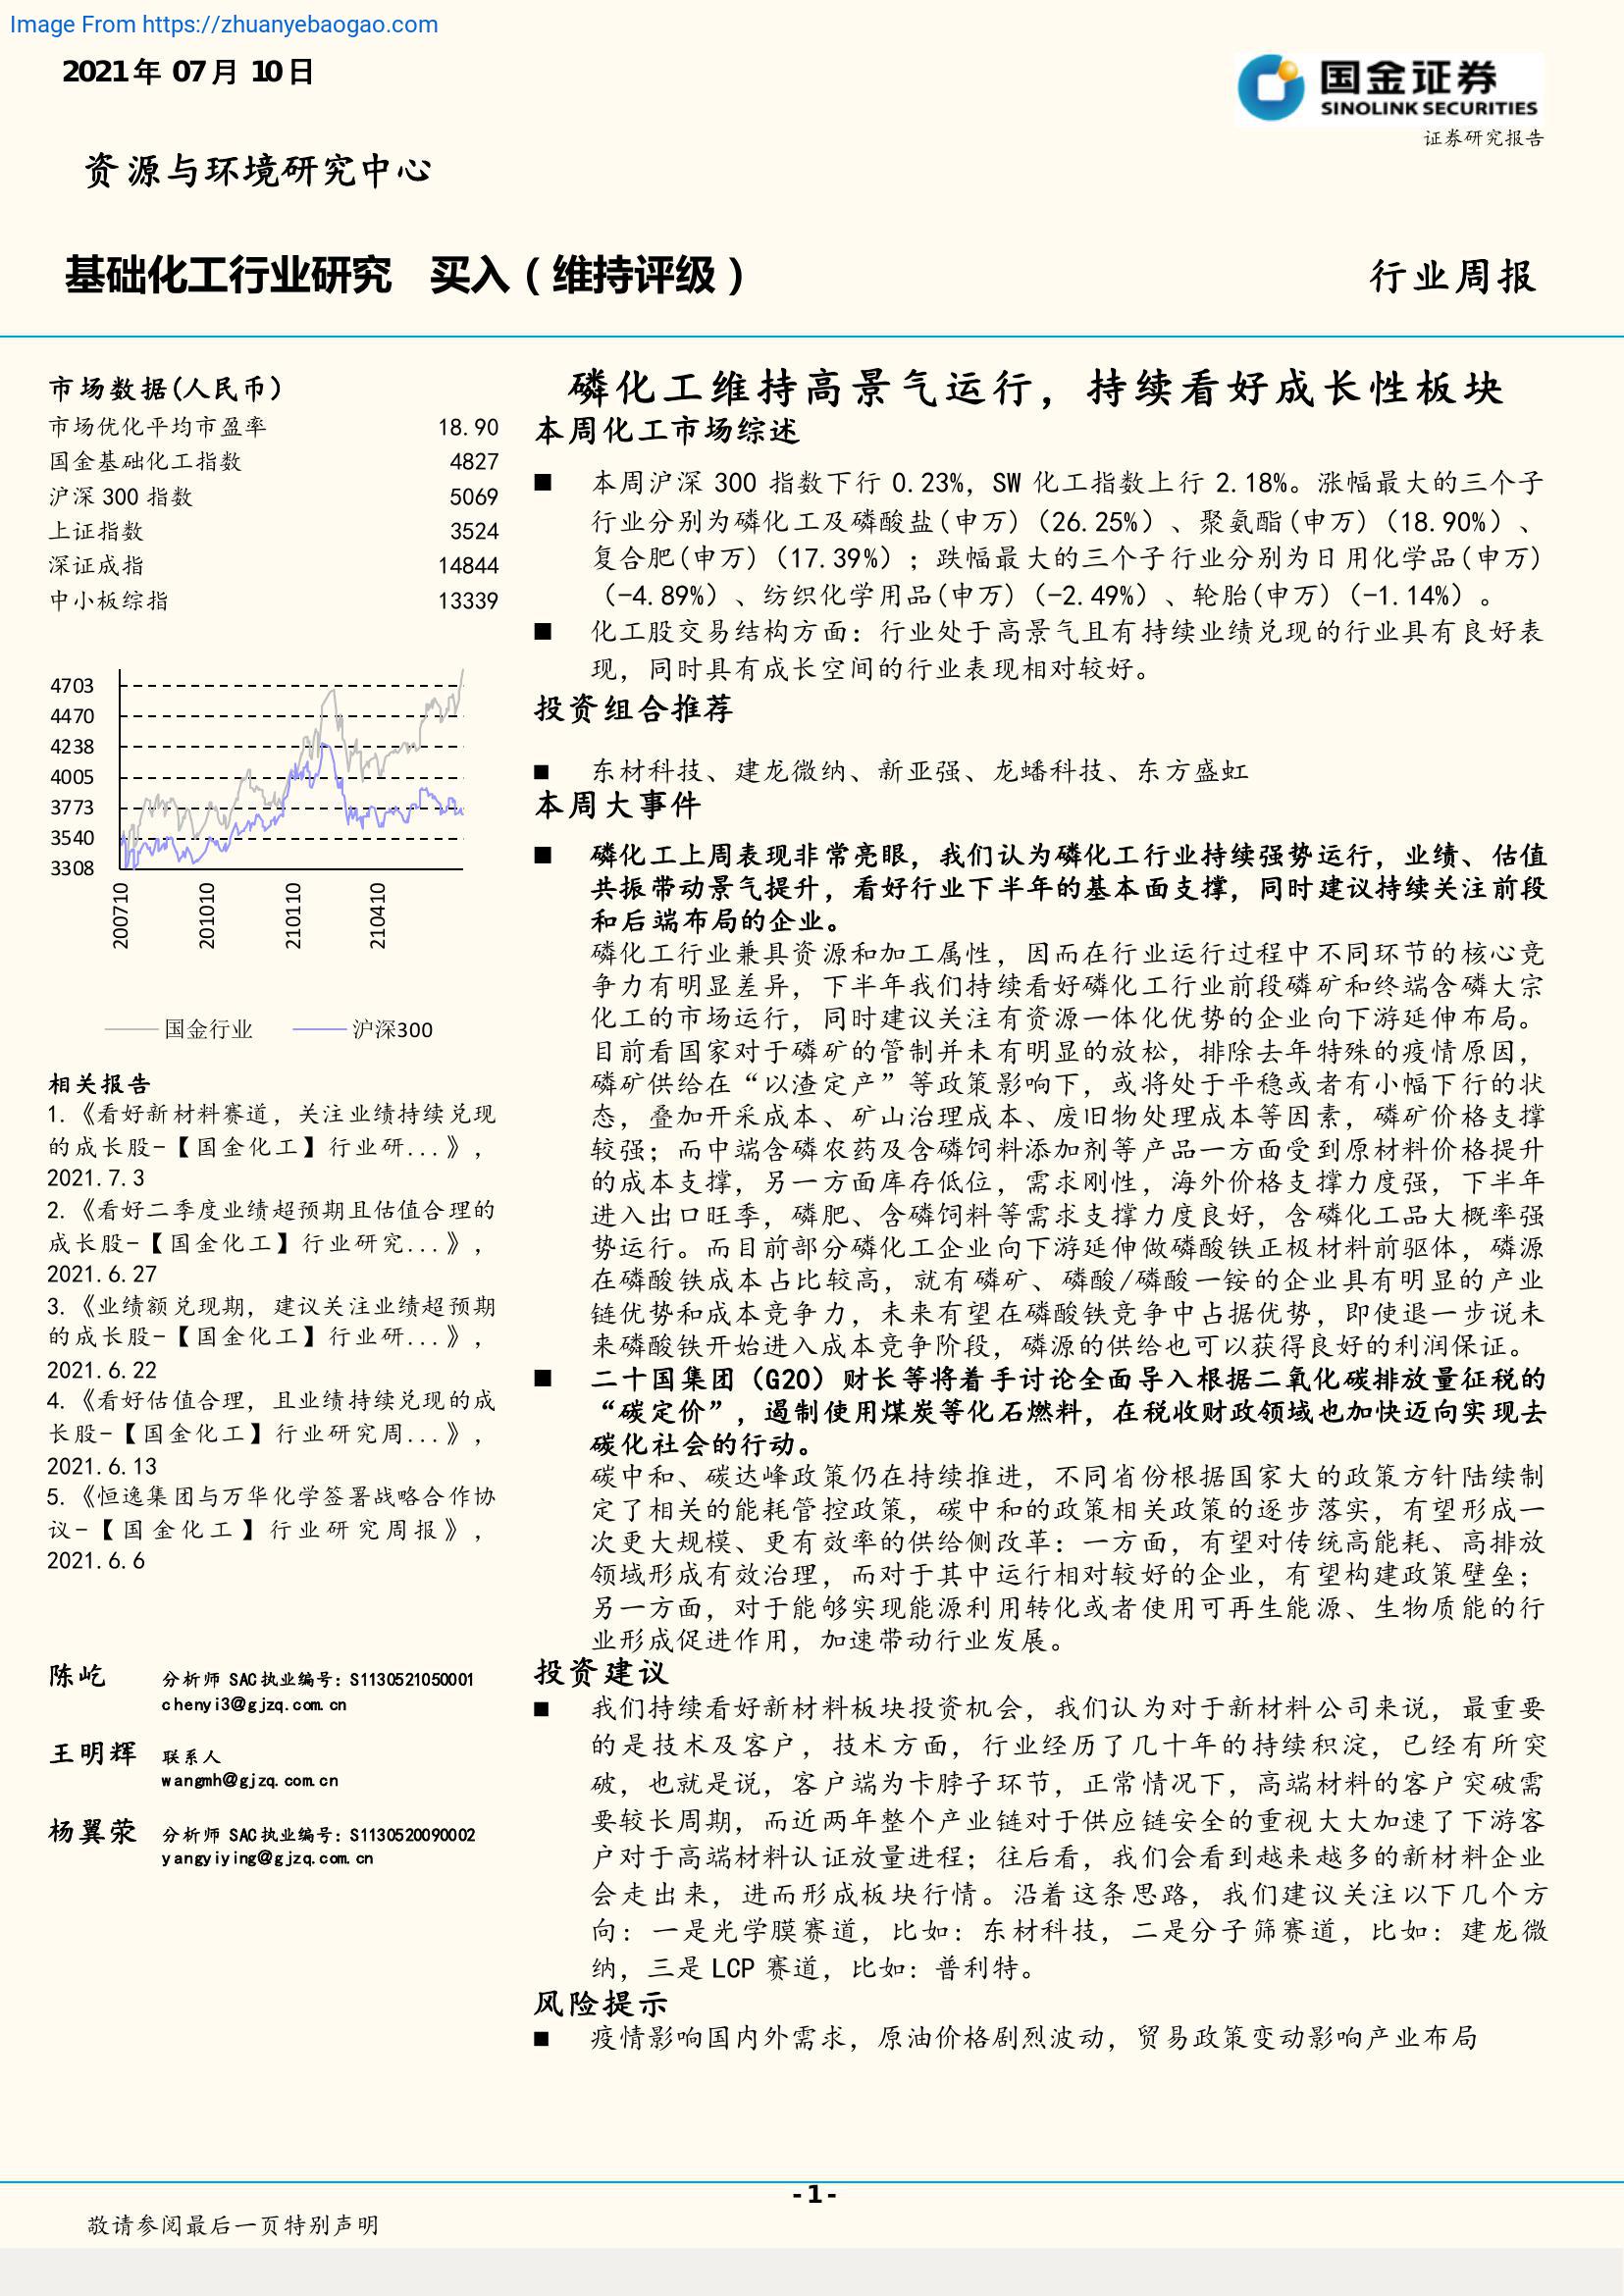 Image From https://zhuanyebaogao.com
2021年 07月 10日
国金证券
SINOLINK SECURITIES
证券研究报告
资源与环境研究中心
基础化工行业研究 买入（维持评级）
行业周报
市场数据(人民币)
市场优化平均市盈率 18.90
国金基础化工指数 4827
沪深 300 指数 5069
上证指数 3524
深证成指 14844
中小板综指 13339
4703
4470
4238
4005
3773
3540
3308
200710
201010
210110
210410
国金行业 沪深300
相关报告
1.《看好新材料赛道，关注业绩持续兑现
的成长股-【国金化工】行业研...》，
2021.7.3
2.《看好二季度业绩超预期且估值合理的
成长股-【国金化工】行业研究...》，
2021.6.27
3.《业绩额兑现期，建议关注业绩超预期
的成长股-【国金化工】行业研...》，
2021.6.22
4.《看好估值合理，且业绩持续兑现的成
长股-【国金化工】行业研究周...》，
2021.6.13
5.《恒逸集团与万华化学签署战略合作协
议-【国金化工】行业研究周报》，
2021.6.6
陈屹 分析师 SAC执业编号：S1130521050001
chenyi3@gjzq.com.cn
王明辉 联系人
wangmh@gjzq.com.cn
杨翼荥 分析师 SAC执业编号：S1130520090002
yangyiying@gjzq.com.cn
磷化工维持高景气运行，持续看好成长性板块
本周化工市场综述
■ 本周沪深 300 指数下行 0.23%，SW 化工指数上行 2.18%。涨幅最大的三个子
行业分别为磷化工及磷酸盐(申万)（26.25%）、聚氨酯(申万)（18.90%）、
复合肥(申万)（17.39%）；跌幅最大的三个子行业分别为日用化学品(申万)
（-4.89%）、纺织化学用品(申万)（-2.49%）、轮胎(申万)（-1.14%）。
■ 化工股交易结构方面：行业处于高景气且有持续业绩兑现的行业具有良好表
现，同时具有成长空间的行业表现相对较好。
投资组合推荐
■ 东材科技、建龙微纳、新亚强、龙蟠科技、东方盛虹
本周大事件
■ 磷化工上周表现非常亮眼，我们认为磷化工行业持续强势运行，业绩、估值
共振带动景气提升，看好行业下半年的基本面支撑，同时建议持续关注前段
和后端布局的企业。
磷化工行业兼具资源和加工属性，因而在行业运行过程中不同环节的核心竞
争力有明显差异，下半年我们持续看好磷化工行业前段磷矿和终端含磷大宗
化工的市场运行，同时建议关注有资源一体化优势的企业向下游延伸布局。
目前看国家对于磷矿的管制并未有明显的放松，排除去年特殊的疫情原因，
磷矿供给在“以渣定产”等政策影响下，或将处于平稳或者有小幅下行的状
态，叠加开采成本、矿山治理成本、废旧物处理成本等因素，磷矿价格支撑
较强；而中端含磷农药及含磷饲料添加剂等产品一方面受到原材料价格提升
的成本支撑，另一方面库存低位，需求刚性，海外价格支撑力度强，下半年
进入出口旺季，磷肥、含磷饲料等需求支撑力度良好，含磷化工品大概率强
势运行。而目前部分磷化工企业向下游延伸做磷酸铁正极材料前驱体，磷源
在磷酸铁成本占比较高，就有磷矿、磷酸/磷酸一铵的企业具有明显的产业
链优势和成本竞争力，未来有望在磷酸铁竞争中占据优势，即使退一步说未
来磷酸铁开始进入成本竞争阶段，磷源的供给也可以获得良好的利润保证。
■ 二十国集团（G20）财长等将着手讨论全面导入根据二氧化碳排放量征税的
“碳定价”，遏制使用煤炭等化石燃料，在税收财政领域也加快迈向实现去
碳化社会的行动。
碳中和、碳达峰政策仍在持续推进，不同省份根据国家大的政策方针陆续制
定了相关的能耗管控政策，碳中和的政策相关政策的逐步落实，有望形成一
次更大规模、更有效率的供给侧改革：一方面，有望对传统高能耗、高排放
领域形成有效治理，而对于其中运行相对较好的企业，有望构建政策壁垒；
另一方面，对于能够实现能源利用转化或者使用可再生能源、生物质能的行
业形成促进作用，加速带动行业发展。
投资建议
■ 我们持续看好新材料板块投资机会，我们认为对于新材料公司来说，最重要
的是技术及客户，技术方面，行业经历了几十年的持续积淀，已经有所突
破，也就是说，客户端为卡脖子环节，正常情况下，高端材料的客户突破需
要较长周期，而近两年整个产业链对于供应链安全的重视大大加速了下游客
户对于高端材料认证放量进程；往后看，我们会看到越来越多的新材料企业
会走出来，进而形成板块行情。沿着这条思路，我们建议关注以下几个方
向：一是光学膜赛道，比如：东材科技，二是分子筛赛道，比如：建龙微
纳，三是 LCP 赛道，比如：普利特。
风险提示
■ 疫情影响国内外需求，原油价格剧烈波动，贸易政策变动影响产业布局
- 1 -
敬请参阅最后一页特别声明